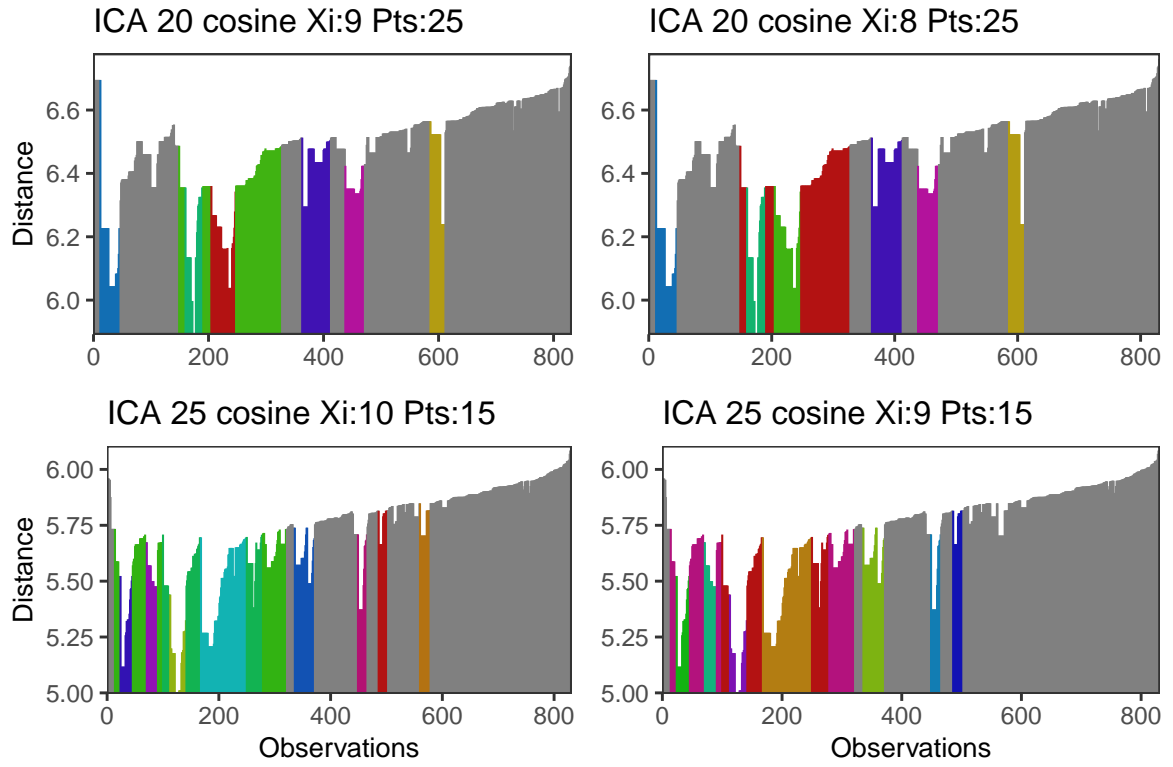 ICA 20 cosine Xi:9 Pts:25
ICA 20 cosine Xi:8 Pts:25
Distance
6.6
6.4
6.2
6.0
0 200 400 600 800
6.6
6.4
6.2
6.0
0 200 400 600 800
ICA 25 cosine Xi:10 Pts:15
ICA 25 cosine Xi:9 Pts:15
Distance
6.00
5.75
5.50
5.25
5.00
0 200 400 600 800
Observations
6.00
5.75
5.50
5.25
5.00
0 200 400 600 800
Observations